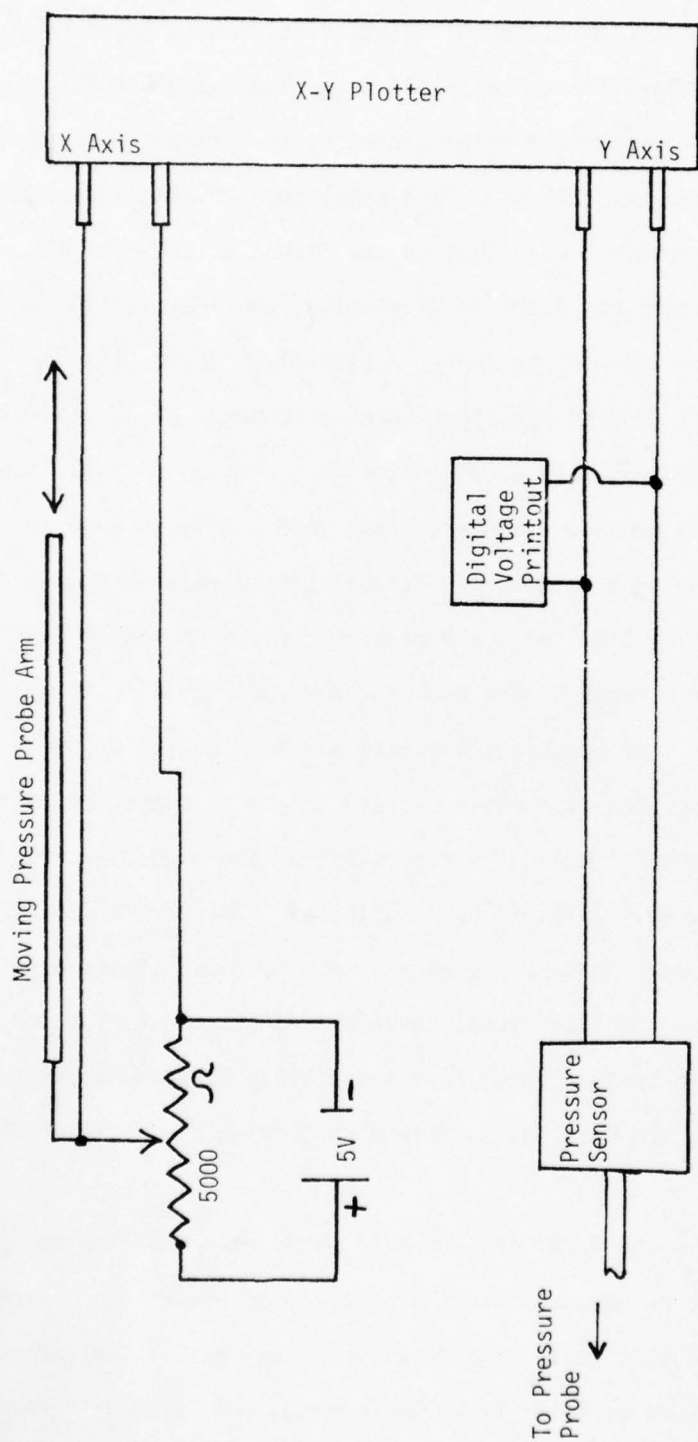 X-Y Plotter
X Axis
Y Axis
Moving Pressure Probe Arm
Digital
Voltage
Printout
5000
Ω
5V
+
-
Pressure
Sensor
To Pressure
Probe